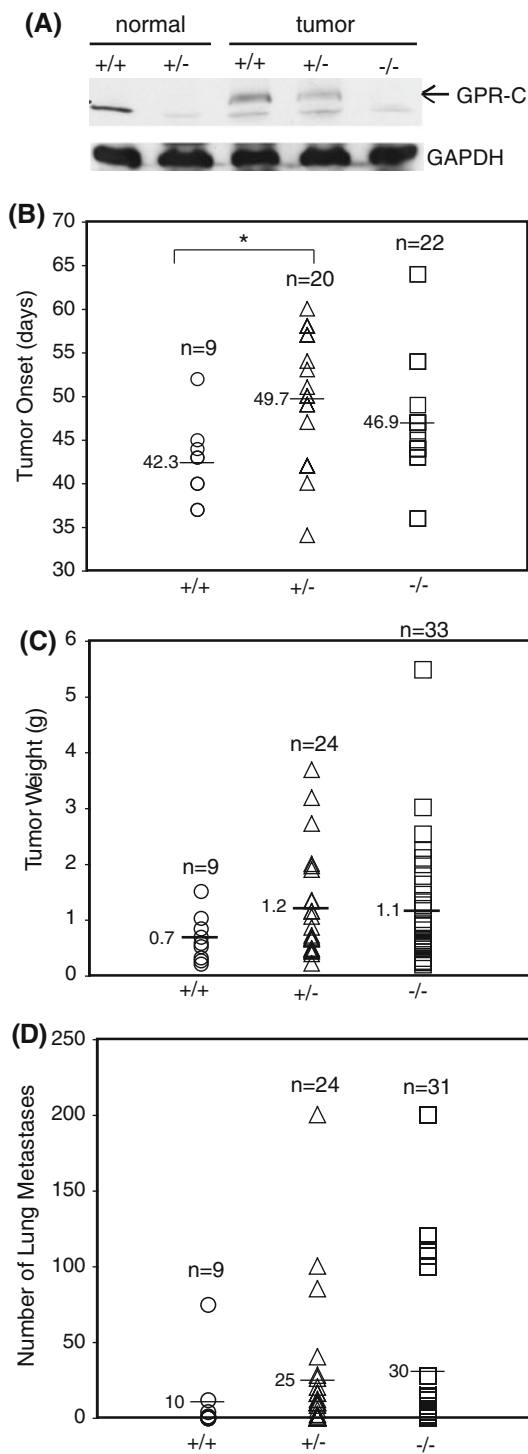 (A)
normal tumor
+/+ +/- +/+ +/- -/-
GPR-C
GAPDH
(B)
Tumor Onset (days)
70
65
60
55
50
45
40
35
30
*
n=9
n=20
n=22
42.3
49.7
46.9
+/+ +/- -/-
(C)
Tumor Weight (g)
6
5
4
3
2
1
0
n=9
n=24
n=33
0.7
1.2
1.1
+/+ +/- -/-
(D)
Number of Lung Metastases
250
200
150
100
50
0
n=9
n=24
n=31
10
25
30
+/+ +/- -/-